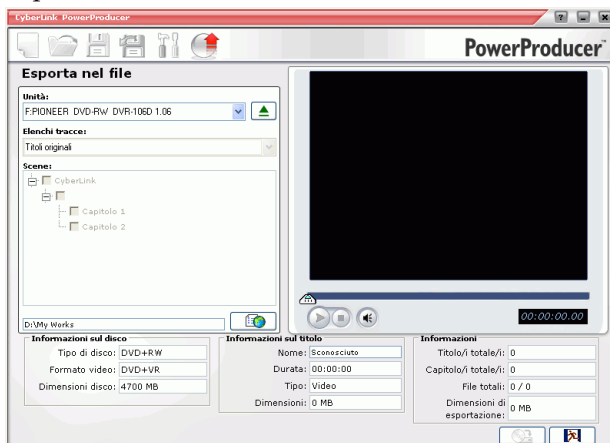 CyberLink PowerProducer
PowerProducer
Esporta nel file
Unità:
F:PIONEER DVD-RW DVR-106D 1.06
Elenchi tracce:
Titoli originali
Scene:
CyberLink
Capitolo 1
Capitolo 2
D:\My Works
00:00:00.00
Informazioni sul disco
Tipo di disco: DVD+RW
Formato video: DVD+VR
Dimensioni disco: 4700 MB
Informazioni sul titolo
Nome: Sconosciuto
Durata: 00:00:00
Tipo: Video
Dimensioni: 0 MB
Informazioni
Titolo/i totale/i: 0
Capitolo/i totale/i: 0
File totali: 0 / 0
Dimensioni di
esportazione: 0 MB